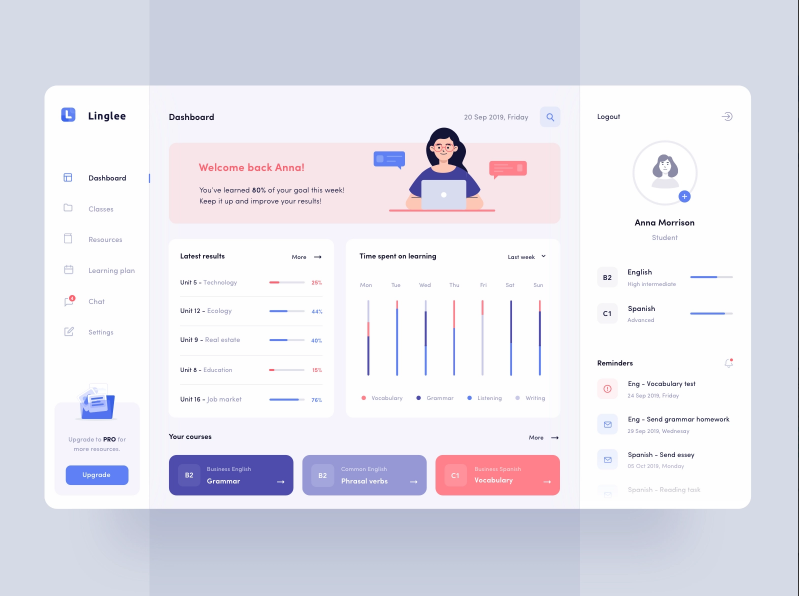 Linglee
Dashboard
Classes
Resources
Learning plan
Chat
Settings
Upgrade to PRO for
more resources.
Upgrade
Dashboard
20 Sep 2019, Friday
Welcome back Anna!
You've learned 80% of your goal this week!
Keep it up and improve your results!
Latest results
More →
Unit 5 - Technology 25%
Unit 12 - Ecology 44%
Unit 9 - Real estate 40%
Unit 8 - Education 15%
Unit 16 - Job market 76%
Time spent on learning
Last week
Mon Tue Wed Thu Fri Sat Sun
Vocabulary Grammar Listening Writing
Your courses
More →
B2
Business English
Grammar →
B2
Common English
Phrasal verbs →
C1
Business Spanish
Vocabulary →
Logout
Anna Morrison
Student
B2
English
High intermediate
C1
Spanish
Advanced
Reminders
Eng - Vocabulary test
24 Sep 2019, Friday
Eng - Send grammar homework
29 Sep 2019, Wednesay
Spanish - Send essey
05 Oct 2019, Monday
Spanish - Reading task